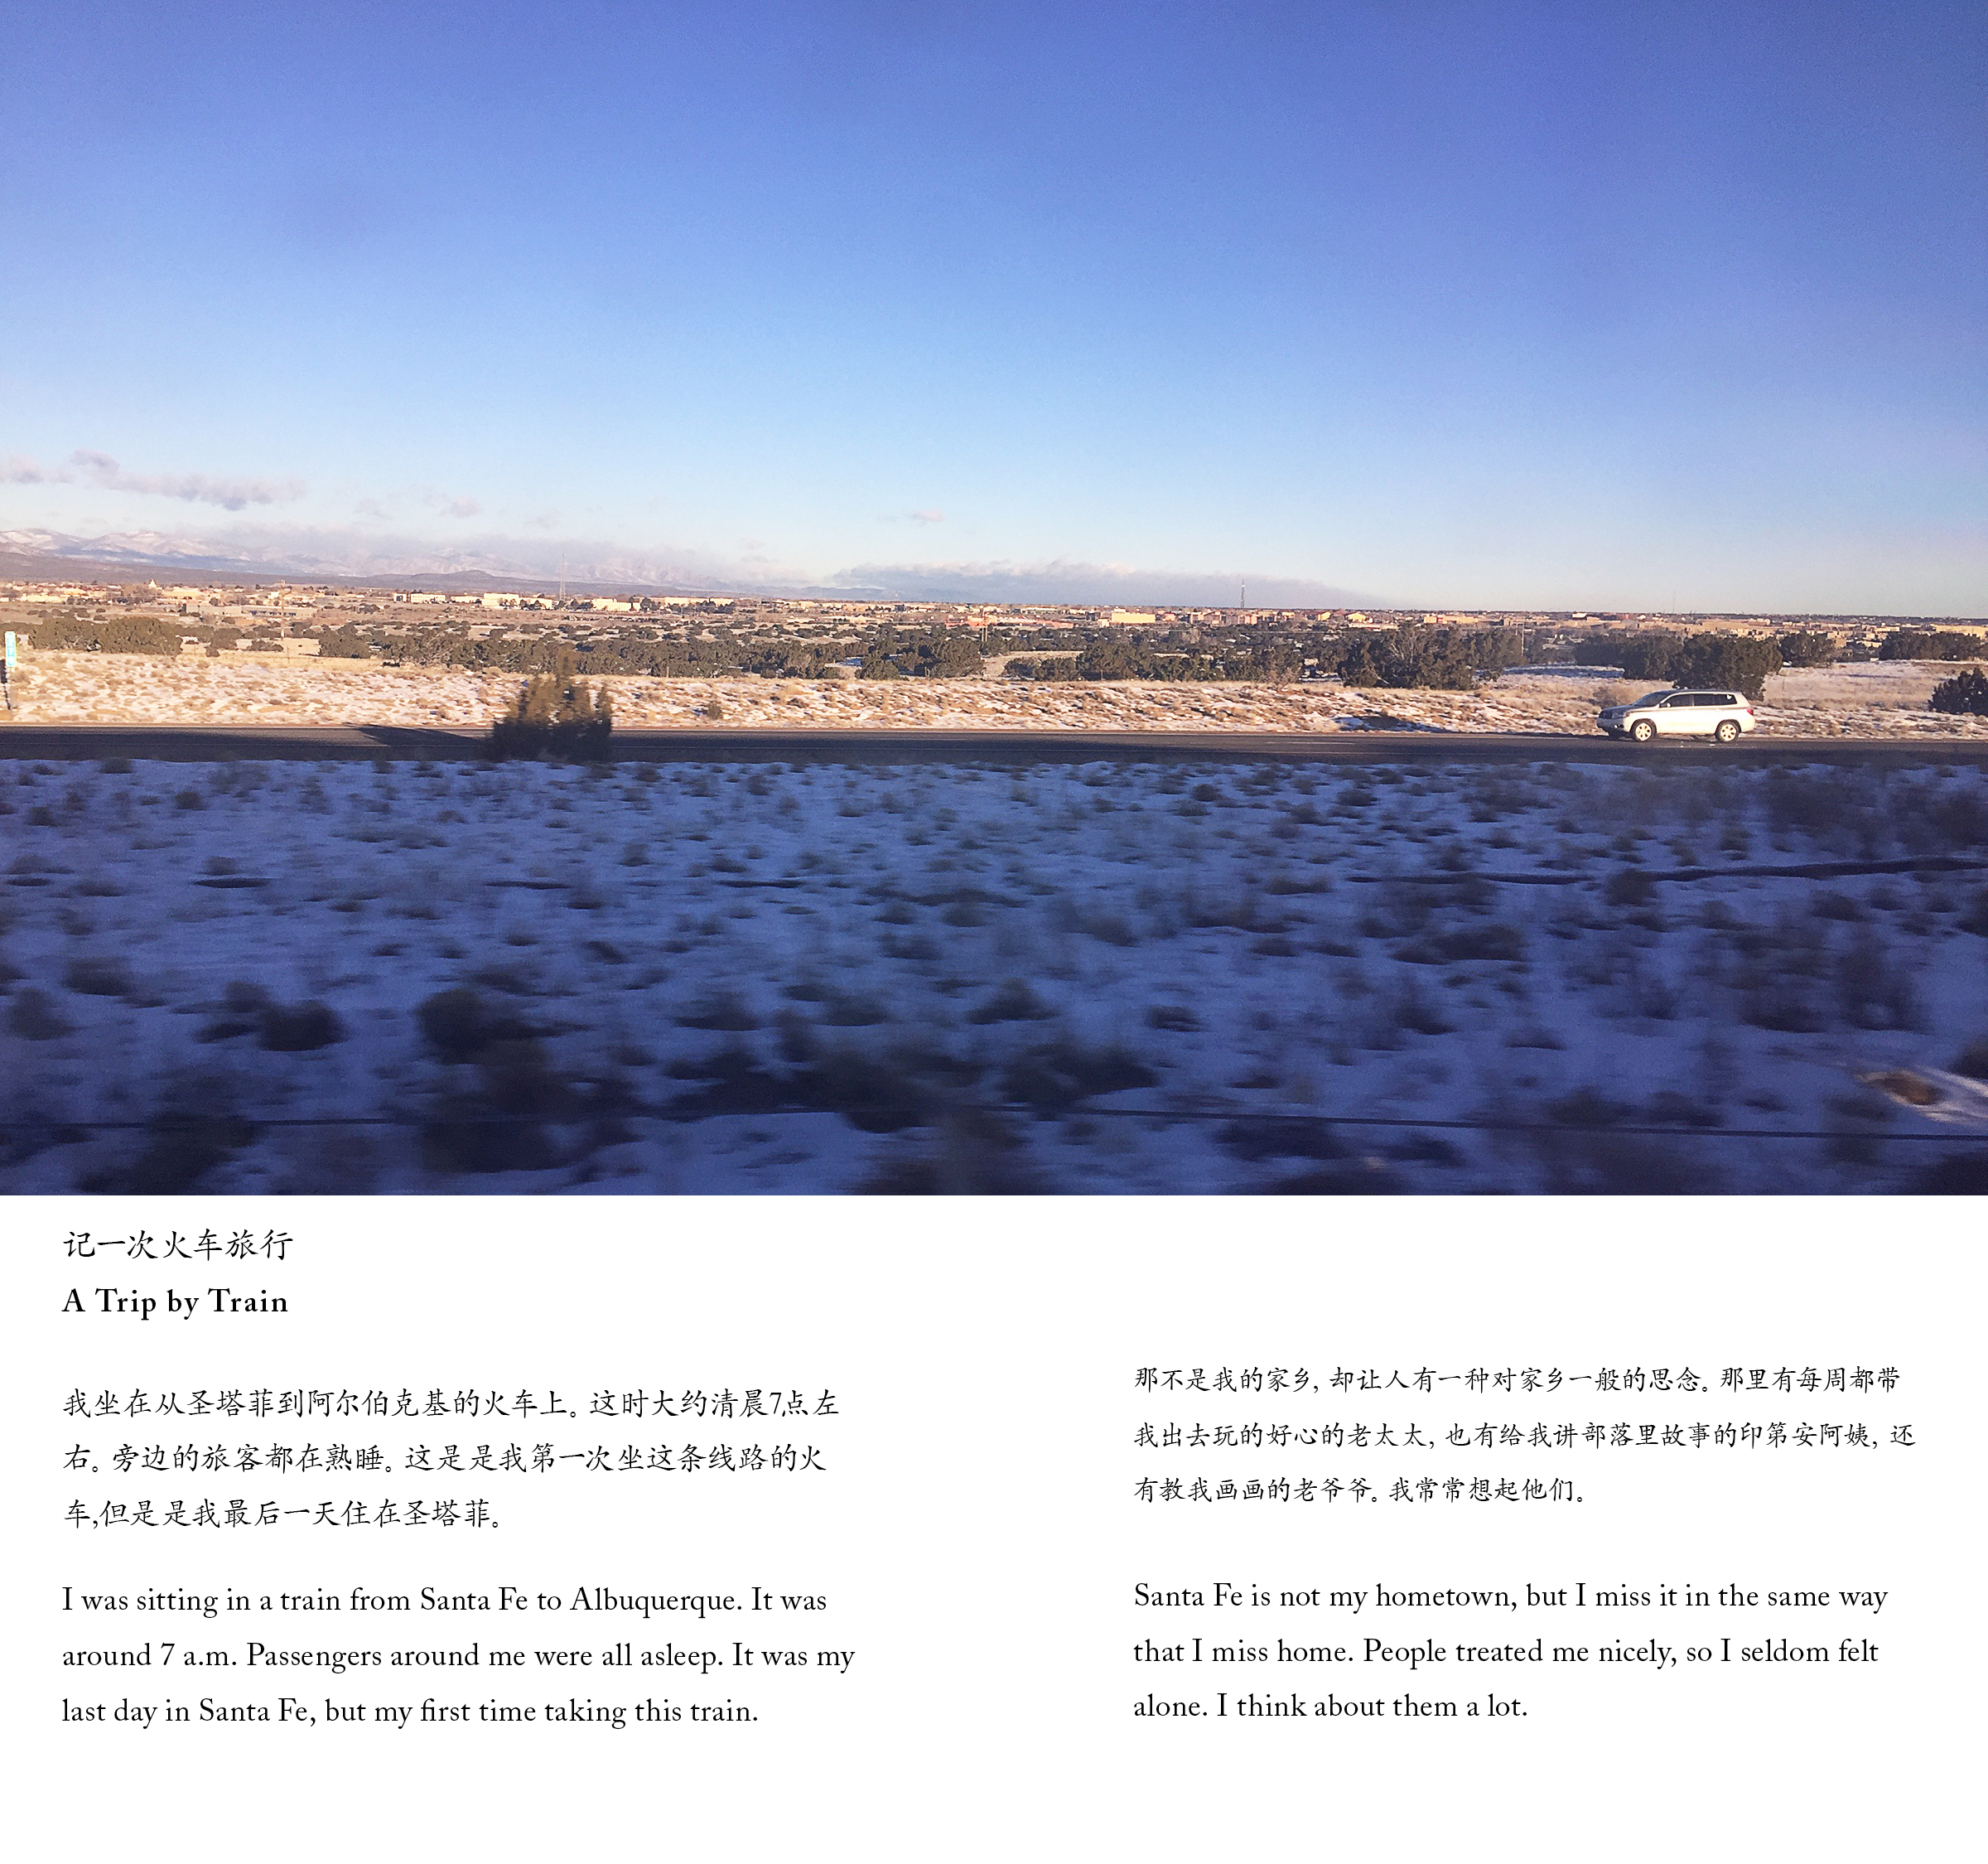 记一次火车旅行
A Trip by Train
我坐在从圣塔菲到阿尔伯克基的火车上。这时大约清晨7点左
右。旁边的旅客都在熟睡。这是是我第一次坐这条线路的火
车,但是是我最后一天住在圣塔菲。
I was sitting in a train from Santa Fe to Albuquerque. It was
around 7 a.m. Passengers around me were all asleep. It was my
last day in Santa Fe, but my first time taking this train.
那不是我的家乡, 却让人有一种对家乡一般的思念。那里有每周都带
我出去玩的好心的老太太, 也有给我讲部落里故事的印第安阿姨, 还
有教我画画的老爷爷。我常常想起他们。
Santa Fe is not my hometown, but I miss it in the same way
that I miss home. People treated me nicely, so I seldom felt
alone. I think about them a lot.